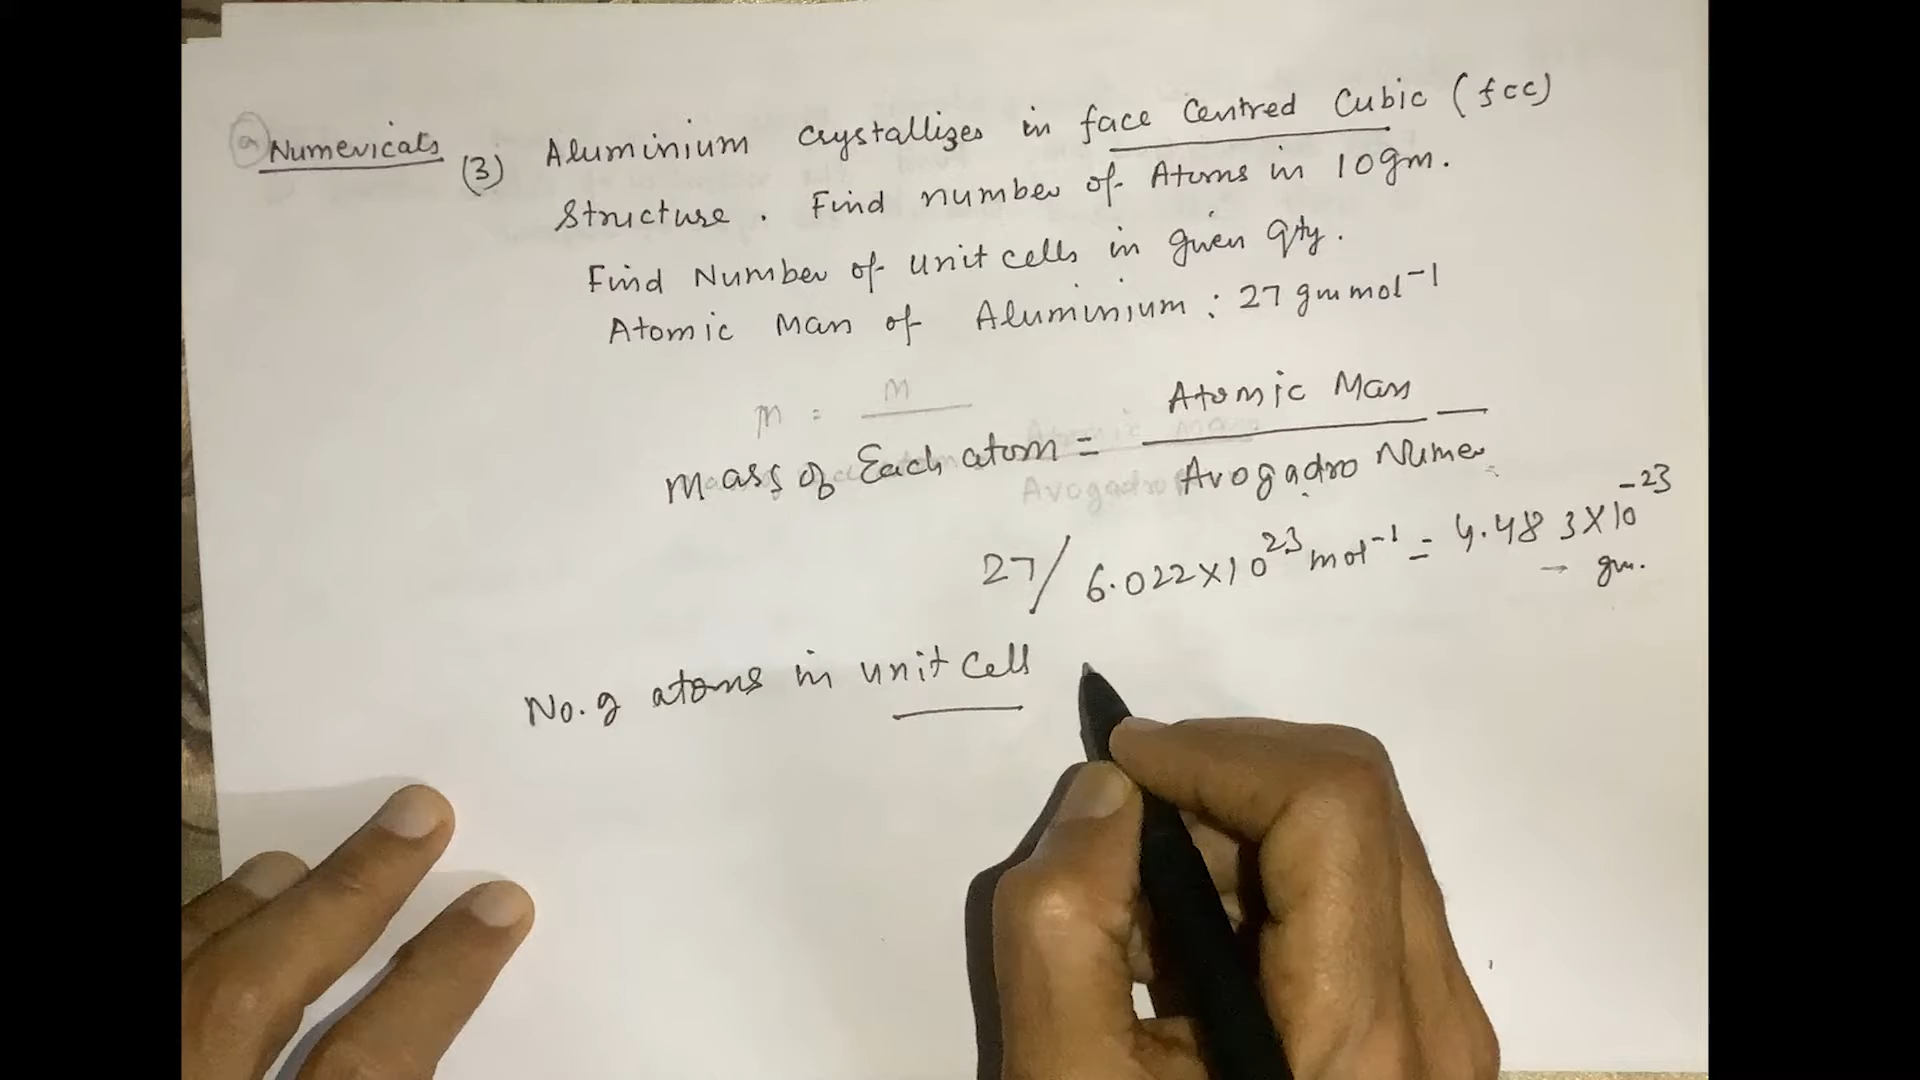 Numericals (3) Aluminium crystallizes in face Centred Cubic (fcc)
Structure. Find number of Atoms in 10gm.
Find Number of unit cells in given qty.
Atomic Mass of Aluminium : 27 gm mol⁻¹
m = M
Mass of Each atom = Atomic Mass
Avogadro Numer
27/6.022×10²³ mol⁻¹ = 4.483×10⁻²³
gm.
No. of atoms in unit cell